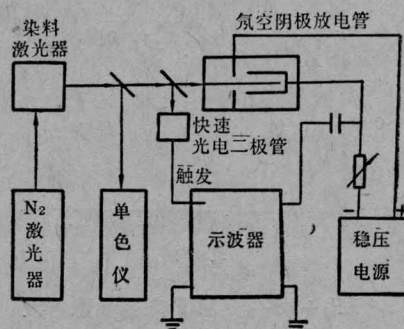 染料
激光器
氖空阴极放电管
快速
光电二极管
触发
N₂
激
光
器
单
色
仪
示波器
稳压
电源
− +